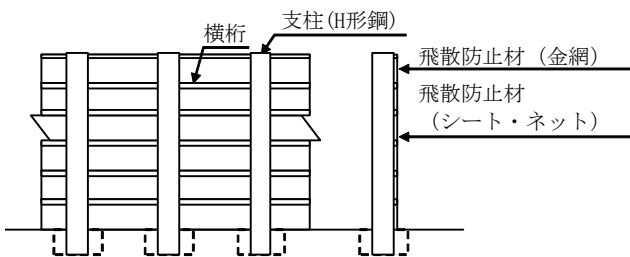 支柱(H形鋼)
横桁
飛散防止材（金網）
飛散防止材
（シート・ネット）